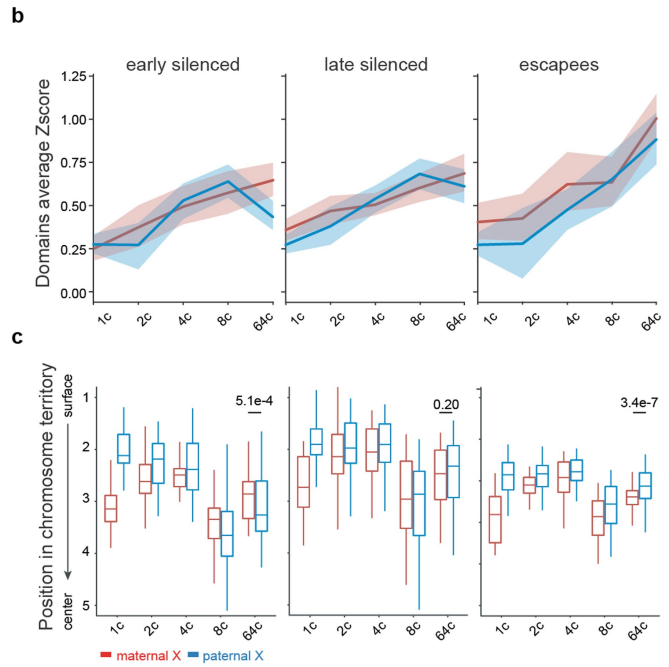 b
early silenced
late silenced
escapees
Domains average Zscore
1.25
1.00
0.75
0.50
0.25
0.00
1c 2c 4c 8c 64c
1c 2c 4c 8c 64c
1c 2c 4c 8c 64c
c
Position in chromosome territory
surface
center
1
2
3
4
5
5.1e-4
0.20
3.4e-7
1c 2c 4c 8c 64c
1c 2c 4c 8c 64c
1c 2c 4c 8c 64c
maternal X paternal X